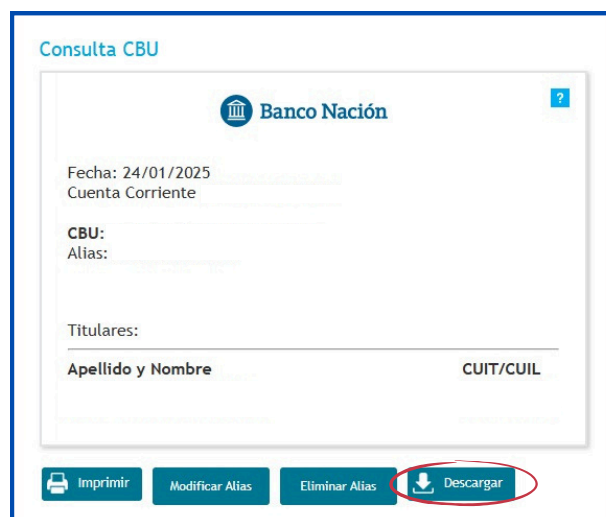 Consulta CBU
Banco Nación
?
Fecha: 24/01/2025
Cuenta Corriente
CBU:
Alias:
Titulares:
Apellido y Nombre CUIT/CUIL
Imprimir Modificar Alias Eliminar Alias Descargar